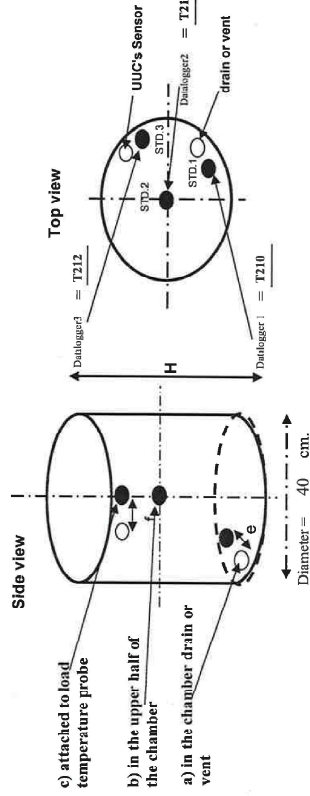 Side view
c) attached to load
temperature probe
b) in the upper half of
the chamber
a) in the chamber drain or
vent
f
e
H
Diameter = 40 cm.
Top view
Datalogger3 = T212
Datalogger 1 = T210
UUC's Sensor
STD.3
STD.2
STD.1
Datalogger2 = T21
drain or vent